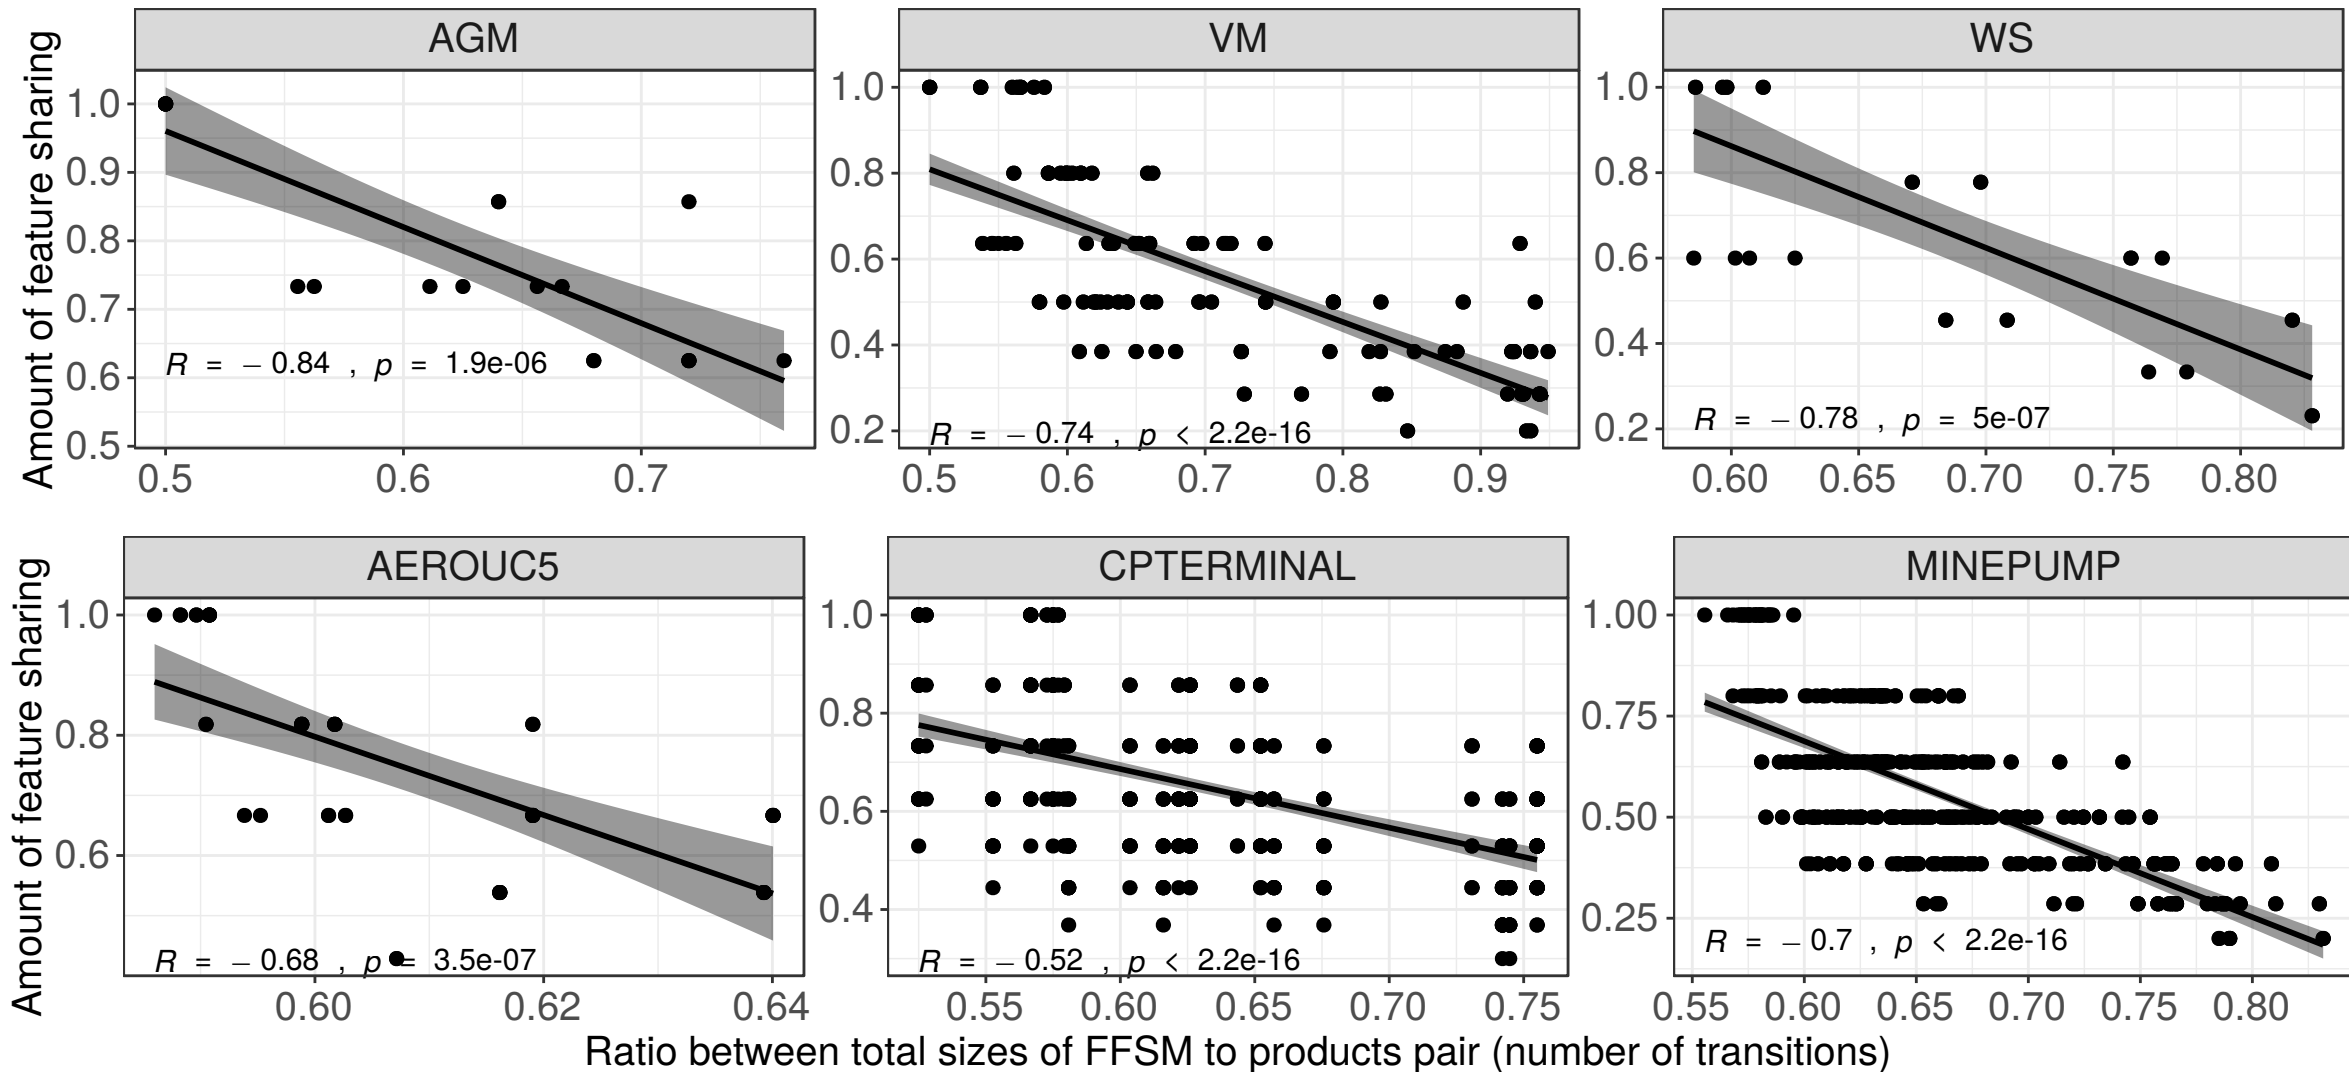 AGM
VM
WS
Amount of feature sharing
1.0
0.9
0.8
0.7
0.6
0.5
R = − 0.84 , p = 1.9e-06
0.5 0.6 0.7
1.0
0.8
0.6
0.4
0.2
R = − 0.74 , p < 2.2e-16
0.5 0.6 0.7 0.8 0.9
1.0
0.8
0.6
0.4
0.2
R = − 0.78 , p = 5e-07
0.60 0.65 0.70 0.75 0.80
AEROUC5
CPTERMINAL
MINEPUMP
Amount of feature sharing
1.0
0.8
0.6
R = − 0.68 , p = 3.5e-07
0.60 0.62 0.64
1.0
0.8
0.6
0.4
R = − 0.52 , p < 2.2e-16
0.55 0.60 0.65 0.70 0.75
1.00
0.75
0.50
0.25
R = − 0.7 , p < 2.2e-16
0.55 0.60 0.65 0.70 0.75 0.80
Ratio between total sizes of FFSM to products pair (number of transitions)